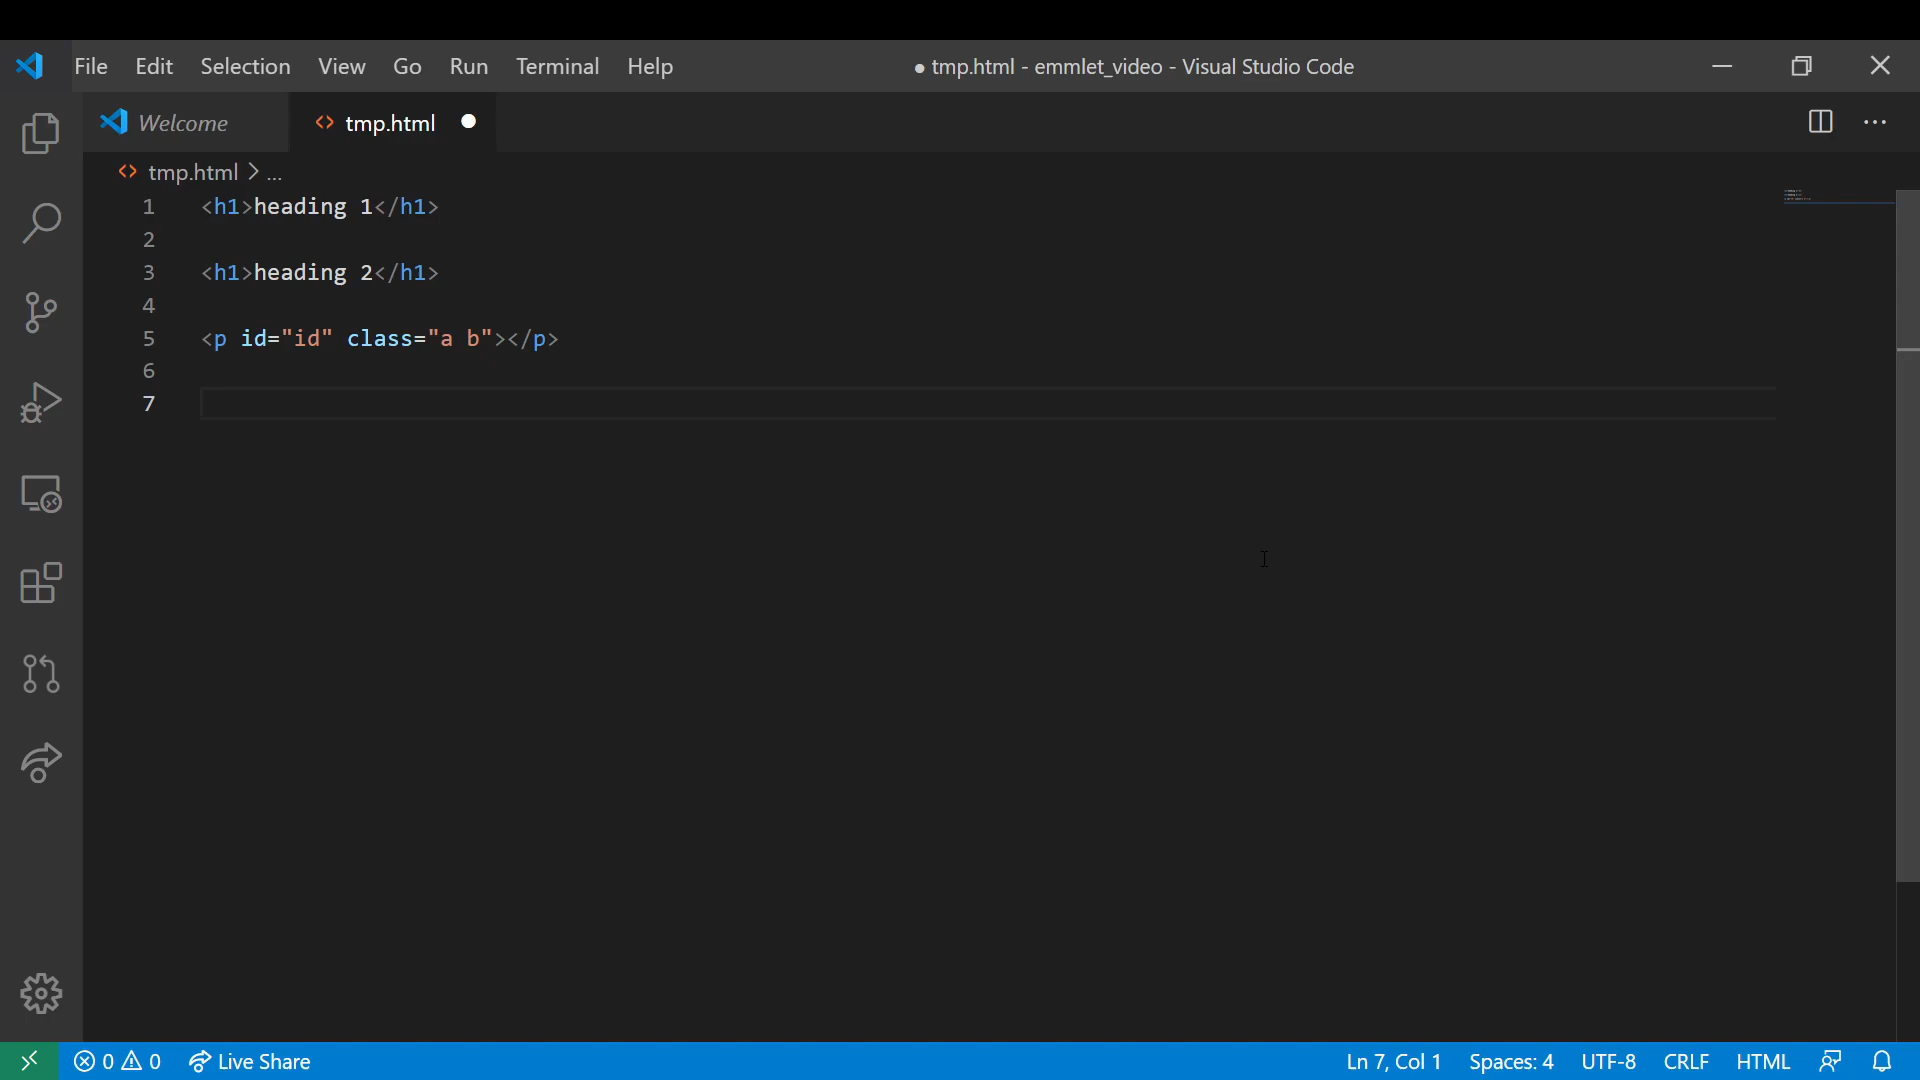 File Edit Selection View Go Run Terminal Help ● tmp.html - emmlet_video - Visual Studio Code
Welcome <> tmp.html ●
<> tmp.html > ...
1 <h1>heading 1</h1>
2
3 <h1>heading 2</h1>
4
5 <p id="id" class="a b"></p>
6
7
0 0 Live Share Ln 7, Col 1 Spaces: 4 UTF-8 CRLF HTML